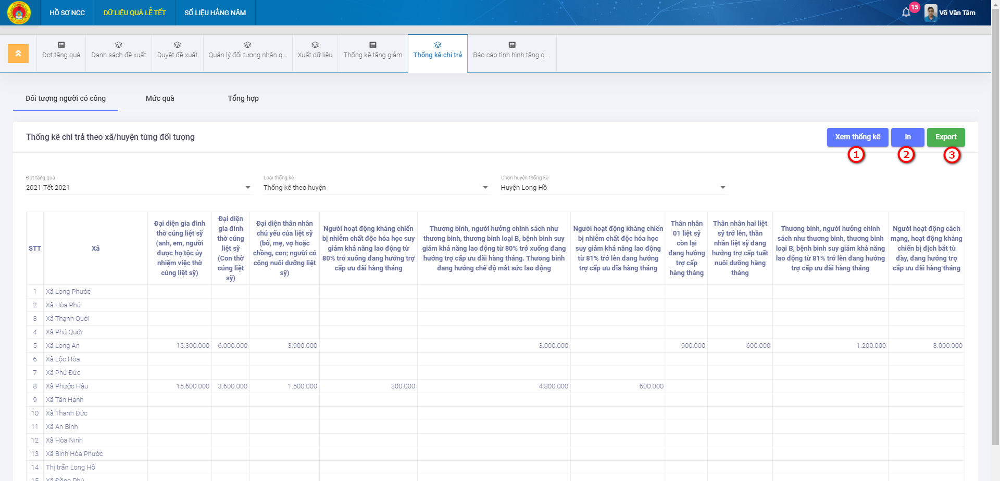 HỒ SƠ NCC
DỮ LIỆU QUÀ LỄ TẾT
SỐ LIỆU HẰNG NĂM
15
Võ Văn Tám
Đợt tặng quà
Danh sách đề xuất
Duyệt đề xuất
Quản lý đối tượng nhận q...
Xuất dữ liệu
Thống kê tăng giảm
Thống kê chi trả
Báo cáo tình hình tặng q...
Đối tượng người có công
Mức quà
Tổng hợp
Thống kê chi trả theo xã/huyện từng đối tượng
Xem thống kê
In
Export
1
2
3
Đợt tặng quà
2021-Tết 2021
Loại thống kê
Thống kê theo huyện
Chọn huyện thống kê
Huyện Long Hồ
STT
Xã
Đại diện gia đình
thờ cúng liệt sỹ
(anh, em, người
được họ tộc ủy
nhiệm việc thờ
cúng liệt sỹ)
Đại diện
gia đình
thờ cúng
liệt sỹ
(Con thờ
cúng liệt
sỹ)
Đại diện thân nhân
chủ yếu của liệt sỹ
(bố, mẹ, vợ hoặc
chồng, con; người có
công nuôi dưỡng liệt
sỹ)
Người hoạt động kháng chiến
bị nhiễm chất độc hóa học suy
giảm khả năng lao động từ
80% trở xuống đang hưởng trợ
cấp ưu đãi hàng tháng
Thương binh, người hưởng chính sách như
thương binh, thương binh loại B, bệnh binh suy
giảm khả năng lao động từ 80% trở xuống đang
hưởng trợ cấp ưu đãi hàng tháng. Thương binh
đang hưởng chế độ mất sức lao động
Người hoạt động kháng chiến
bị nhiễm chất độc hóa học
suy giảm khả năng lao động
từ 81% trở lên đang hưởng
trợ cấp ưu đĩa hàng tháng
Thân nhân
01 liệt sỹ
còn lại
đang hưởng
trợ cấp
hàng tháng
Thân nhân hai liệt
sỹ trở lên, thân
nhân liệt sỹ đang
hưởng trợ cấp tuất
nuôi dưỡng hàng
tháng
Thương binh, người hưởng chính
sách như thương binh, thương binh
loại B, bệnh binh suy giảm khả năng
lao động từ 81% trở lên đang hưởng
trợ cấp ưu đãi hàng tháng
Người hoạt động cách
mạng, hoạt động kháng
chiến bị địch bắt tù
đày, đang hưởng trợ
cấp ưu đãi hàng tháng
1 Xã Long Phước
2 Xã Hòa Phú
3 Xã Thạnh Quới
4 Xã Phú Quới
5 Xã Long An 15.300.000 6.000.000 3.900.000 3.000.000 900.000 600.000 1.200.000 3.000.000
6 Xã Lộc Hòa
7 Xã Phú Đức
8 Xã Phước Hậu 15.600.000 3.600.000 1.500.000 300.000 4.800.000 600.000
9 Xã Tân Hạnh
10 Xã Thanh Đức
11 Xã An Bình
12 Xã Hòa Ninh
13 Xã Bình Hòa Phước
14 Thị trấn Long Hồ
15 Xã Đồng Phú